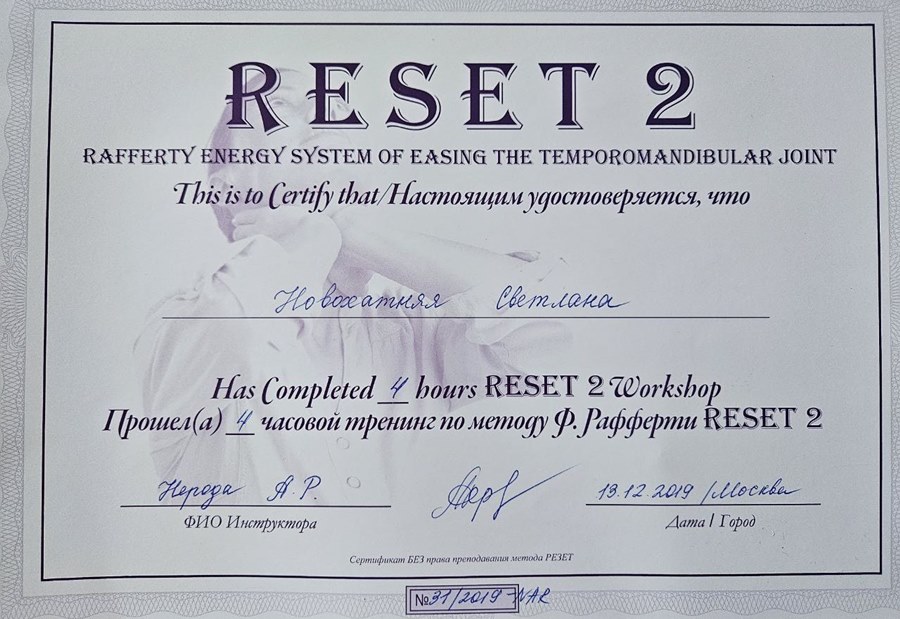 RESET 2
RAFFERTY ENERGY SYSTEM OF EASING THE TEMPOROMANDIBULAR JOINT
This is to Certify that/Настоящим удостоверяется, что
Новохатняя Светлана
Has Completed 4 hours RESET 2 Workshop
Прошел(а) 4 часовой тренинг по методу Ф. Рафферти RESET 2
Нерода А.Р. 13.12.2019 /Москва
ФИО Инструктора Дата / Город
Сертификат БЕЗ права преподавания метода РЕЗЕТ
№31/2019-NAR